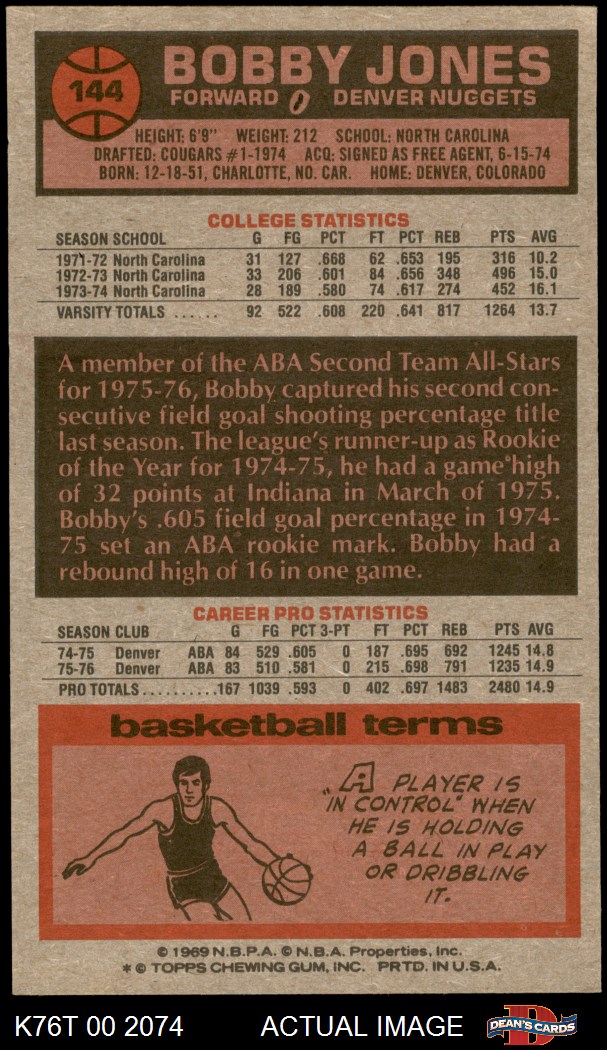 144
BOBBY JONES
FORWARD DENVER NUGGETS
HEIGHT: 6'9" WEIGHT: 212 SCHOOL: NORTH CAROLINA
DRAFTED: COUGARS #1-1974 ACQ: SIGNED AS FREE AGENT, 6-15-74
BORN: 12-18-51, CHARLOTTE, NO. CAR. HOME: DENVER, COLORADO
COLLEGE STATISTICS
SEASON SCHOOL G FG PCT FT PCT REB PTS AVG
1971-72 North Carolina 31 127 .668 62 .653 195 316 10.2
1972-73 North Carolina 33 206 .601 84 .656 348 496 15.0
1973-74 North Carolina 28 189 .580 74 .617 274 452 16.1
VARSITY TOTALS ...... 92 522 .608 220 .641 817 1264 13.7
A member of the ABA Second Team All-Stars
for 1975-76, Bobby captured his second con-
secutive field goal shooting percentage title
last season. The league's runner-up as Rookie
of the Year for 1974-75, he had a game high
of 32 points at Indiana in March of 1975.
Bobby's .605 field goal percentage in 1974-
75 set an ABA rookie mark. Bobby had a
rebound high of 16 in one game.
CAREER PRO STATISTICS
SEASON CLUB G FG PCT 3-PT FT PCT REB PTS AVG
74-75 Denver ABA 84 529 .605 0 187 .695 692 1245 14.8
75-76 Denver ABA 83 510 .581 0 215 .698 791 1235 14.9
PRO TOTALS.......... 167 1039 .593 0 402 .697 1483 2480 14.9
basketball terms
A PLAYER IS
"IN CONTROL" WHEN
HE IS HOLDING
A BALL IN PLAY
OR DRIBBLING
IT.
© 1969 N.B.P.A. © N.B.A. Properties, Inc.
* © TOPPS CHEWING GUM, INC. PRTD. IN U.S.A.
K76T 00 2074 ACTUAL IMAGE D DEAN'S CARDS